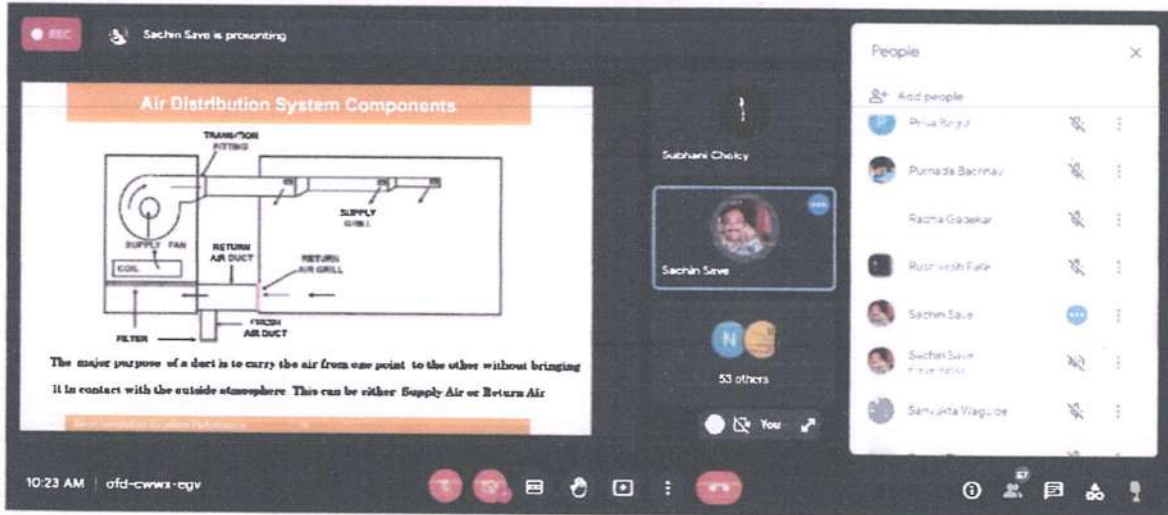 REC
Sachin Save is presenting
Air Distribution System Components
TRANSITION
FITTING
SUPPLY FAN
COIL
RETURN
AIR DUCT
RETURN
AIR GRILL
SUPPLY
GRILL
FILTER
FRESH
AIR DUCT
The major purpose of a duct is to carry the air from one point to the other without bringing
it in contact with the outside atmosphere This can be either Supply Air or Return Air
Subhani
Sachin Save
N
53 others
You
People
Add people
P
Purnada Bachhav
Radha Gadekar
Sachin Save
Sachin Save
10:23 AM
ofd-cwwx-egv
67